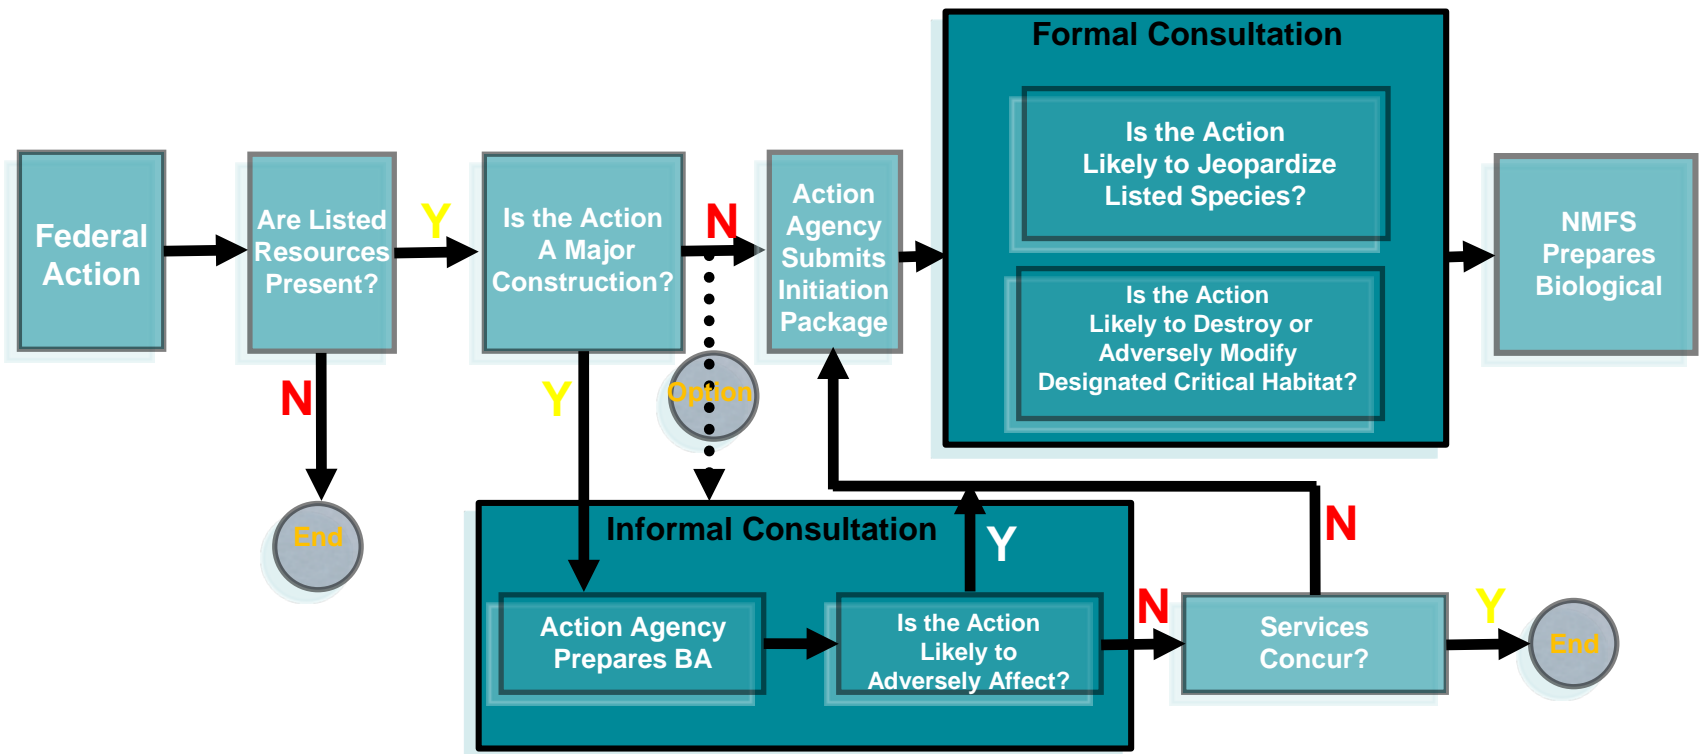 Formal Consultation
Federal
Action
Are Listed
Resources
Present?
Y
N
End
Is the Action
A Major
Construction?
N
Y
Option
Action
Agency
Submits
Initiation
Package
Is the Action
Likely to Jeopardize
Listed Species?
Is the Action
Likely to Destroy or
Adversely Modify
Designated Critical Habitat?
NMFS
Prepares
Biological
Informal Consultation
Action Agency
Prepares BA
Is the Action
Likely to
Adversely Affect?
Y
N
Services
Concur?
N
Y
End